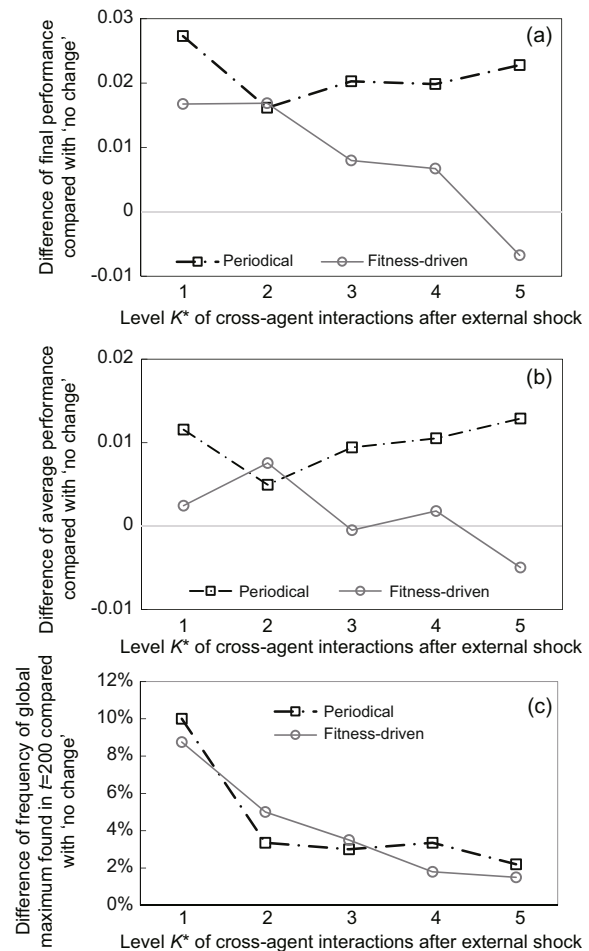 Difference of final performance
compared with 'no change'
0.03
0.02
0.01
0
-0.01
(a)
Periodical
Fitness-driven
1 2 3 4 5
Level K* of cross-agent interactions after external shock
Difference of average performance
compared with 'no change'
0.02
0.01
0
-0.01
(b)
Periodical
Fitness-driven
1 2 3 4 5
Level K* of cross-agent interactions after external shock
Difference of frequency of global
maximum found in t=200 compared
with 'no change'
12%
10%
8%
6%
4%
2%
0%
(c)
Periodical
Fitness-driven
1 2 3 4 5
Level K* of cross-agent interactions after external shock